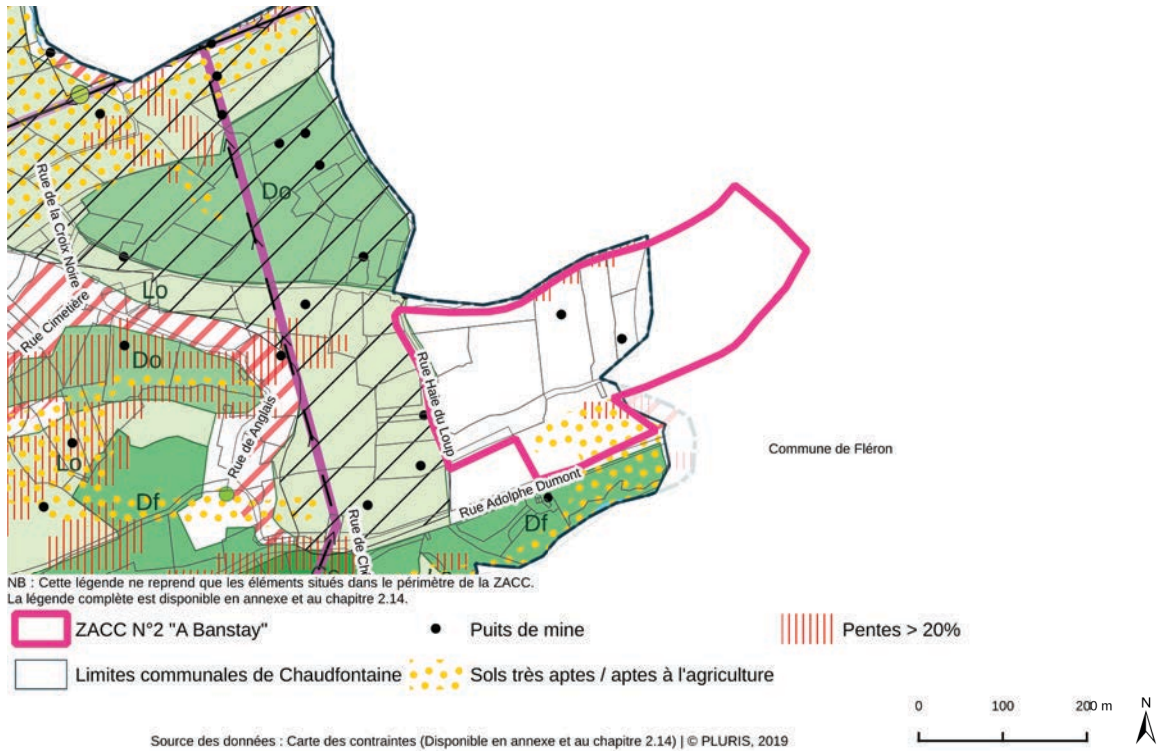 Do
Rue de la Croix Noire
Lo
Rue Cimetière
Do
Rue Haie du Loup
Rue de Anglais
Lo
Commune de Fléron
Rue Adolphe Dumont
Df
Df
NB : Cette légende ne reprend que les éléments situés dans le périmètre de la ZACC.
La légende complète est disponible en annexe et au chapitre 2.14.
ZACC N°2 "A Banstay"
Puits de mine
Pentes > 20%
Limites communales de Chaudfontaine
Sols très aptes / aptes à l'agriculture
0 100 200 m
N
Source des données : Carte des contraintes (Disponible en annexe et au chapitre 2.14) | © PLURIS, 2019